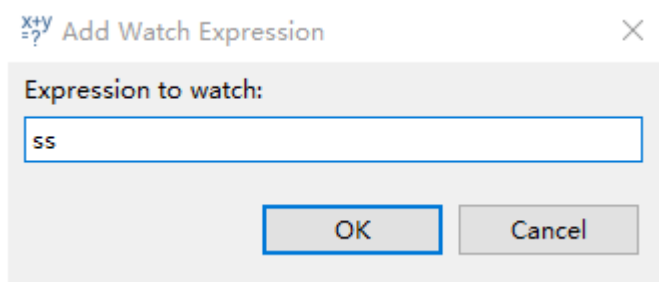 x+y
=?
Add Watch Expression
Expression to watch:
ss
OK
Cancel